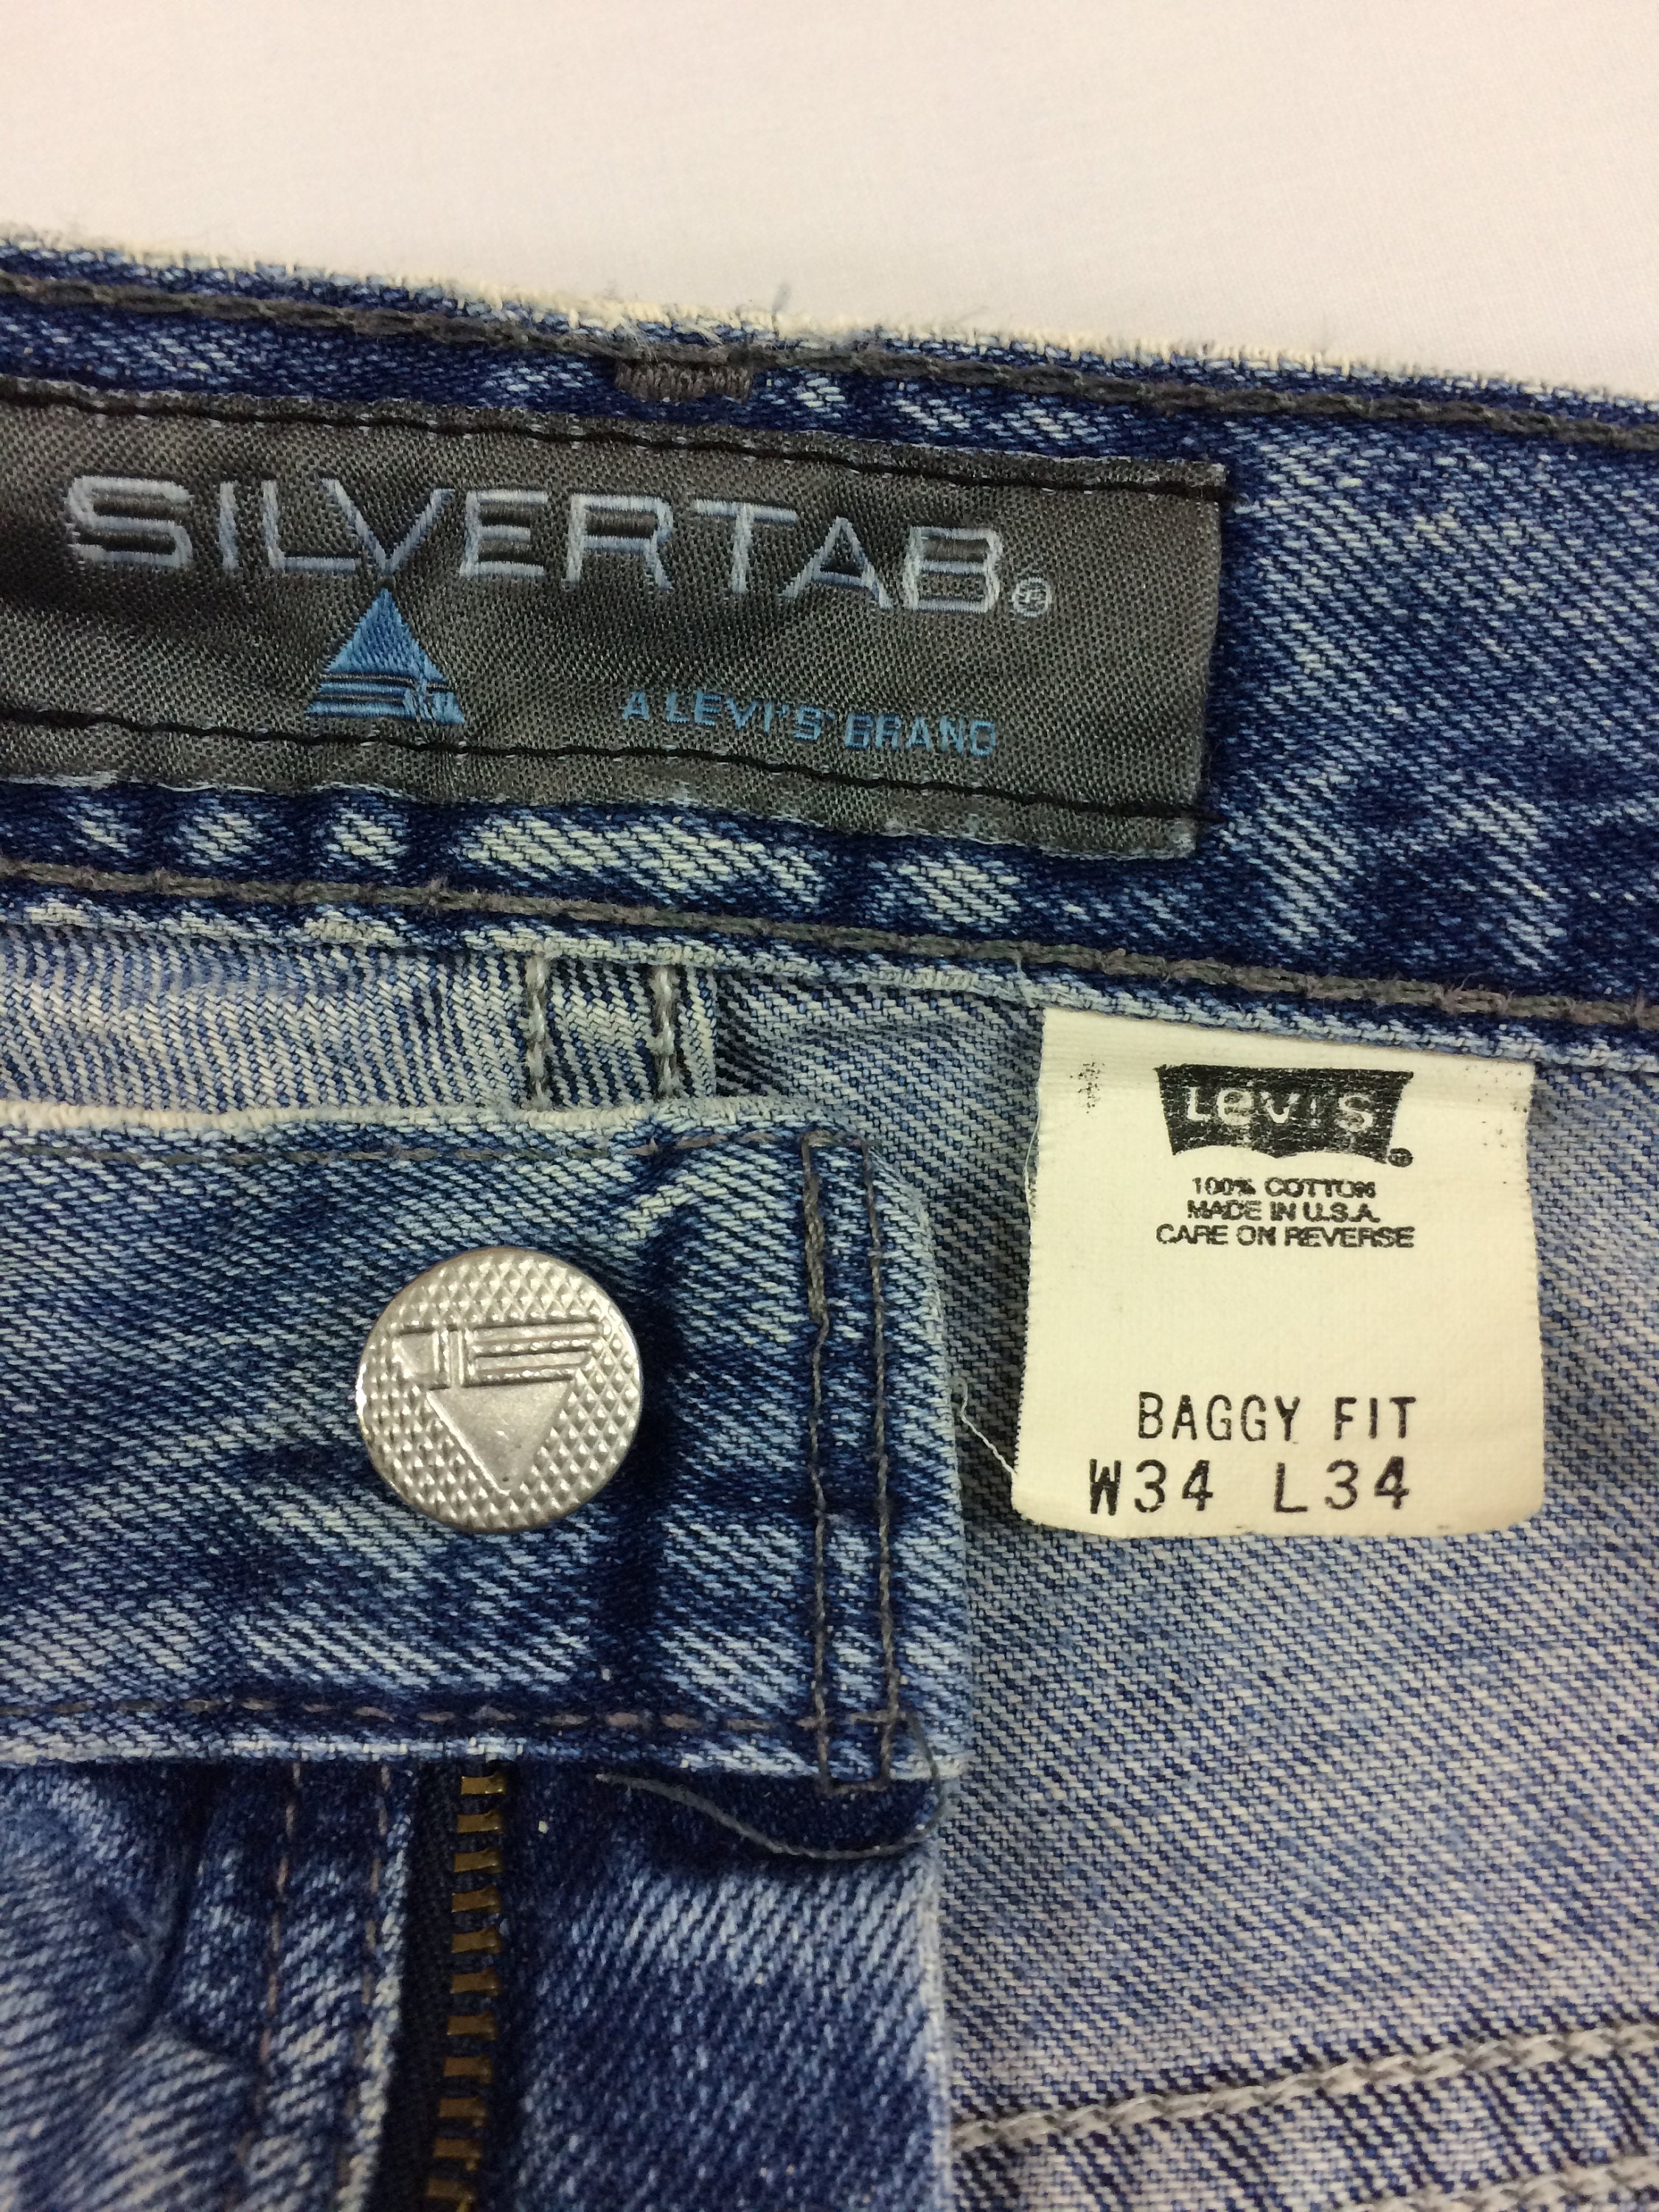 SILVERTAB®
A LEVI'S BRAND
Levi's
100% COTTON
MADE IN U.S.A.
CARE ON REVERSE
BAGGY FIT
W34 L34